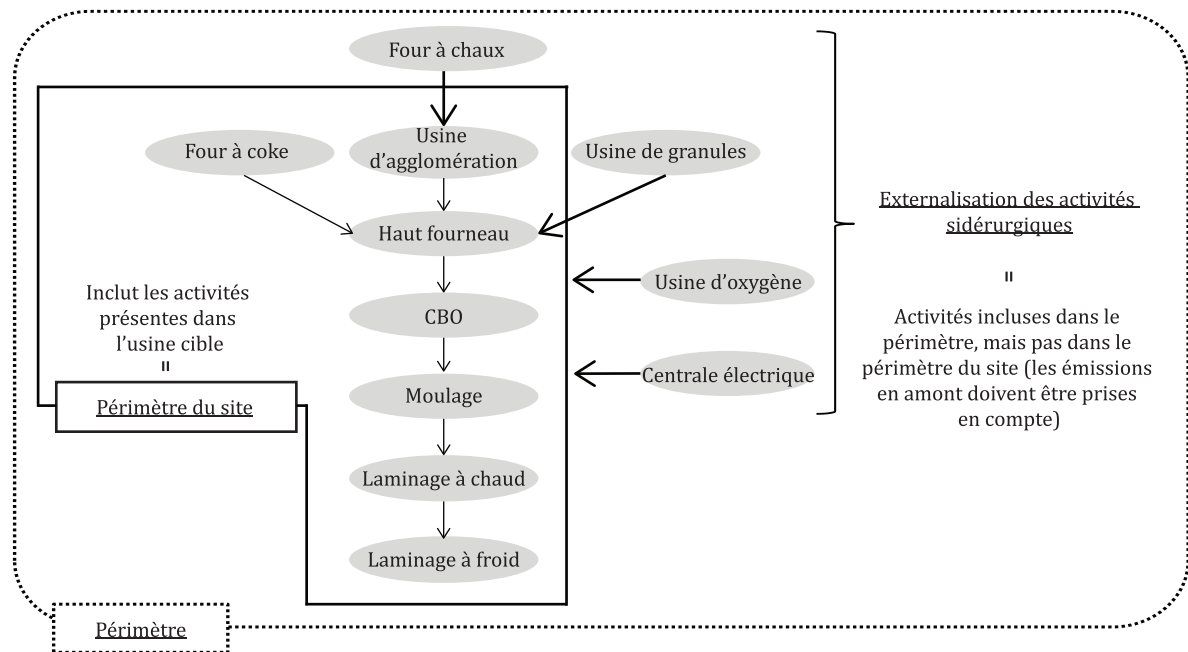 Four à chaux
Four à coke
Usine
d’agglomération
Usine de granules
Haut fourneau
Usine d’oxygène
CBO
Centrale électrique
Moulage
Laminage à chaud
Laminage à froid
Inclut les activités
présentes dans
l’usine cible
=
Périmètre du site
Externalisation des activités
sidérurgiques
=
Activités incluses dans le
périmètre, mais pas dans le
périmètre du site (les émissions
en amont doivent être prises
en compte)
Périmètre